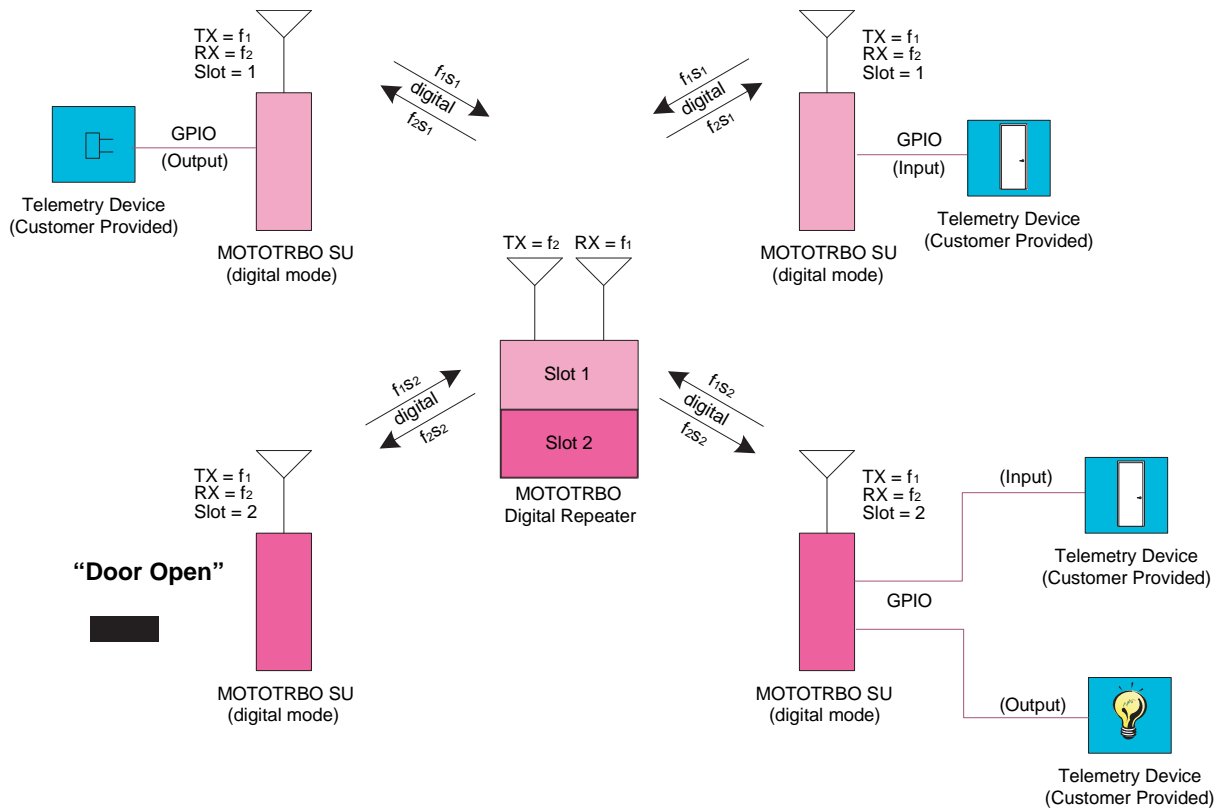 TX = f1
RX = f2
Slot = 1
f1s1
digital
f2s1
GPIO
(Output)
Telemetry Device
(Customer Provided)
MOTOTRBO SU
(digital mode)
TX = f1
RX = f2
Slot = 1
f1s1
digital
f2s1
GPIO
(Input)
Telemetry Device
(Customer Provided)
MOTOTRBO SU
(digital mode)
TX = f2
RX = f1
Slot 1
Slot 2
MOTOTRBO
Digital Repeater
f1s2
digital
f2s2
TX = f1
RX = f2
Slot = 2
“Door Open”
MOTOTRBO SU
(digital mode)
f1s2
digital
f2s2
TX = f1
RX = f2
Slot = 2
(Input)
Telemetry Device
(Customer Provided)
GPIO
MOTOTRBO SU
(digital mode)
(Output)
Telemetry Device
(Customer Provided)